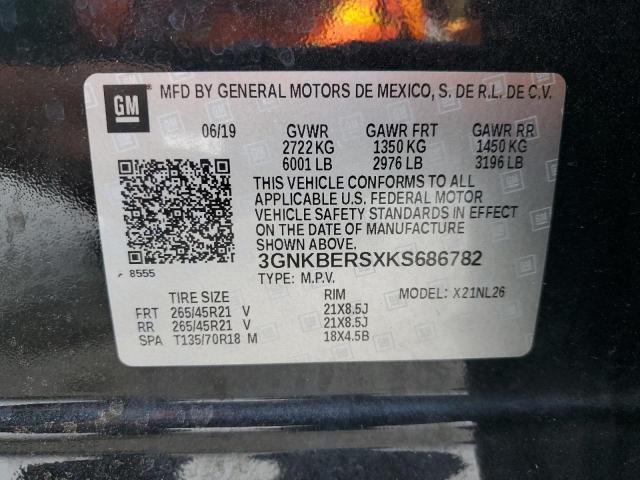 GM
MFD BY GENERAL MOTORS DE MEXICO, S. DE R.L. DE C.V.
06/19 GVWR GAWR FRT GAWR RR
2722 KG 1350 KG 1450 KG
6001 LB 2976 LB 3196 LB
THIS VEHICLE CONFORMS TO ALL
APPLICABLE U.S. FEDERAL MOTOR
VEHICLE SAFETY STANDARDS IN EFFECT
ON THE DATE OF MANUFACTURE
SHOWN ABOVE.
8555 3GNKBERSXKS686782
TYPE: M.P.V.
TIRE SIZE RIM MODEL: X21NL26
FRT 265/45R21 V 21X8.5J
RR 265/45R21 V 21X8.5J
SPA T135/70R18 M 18X4.5B